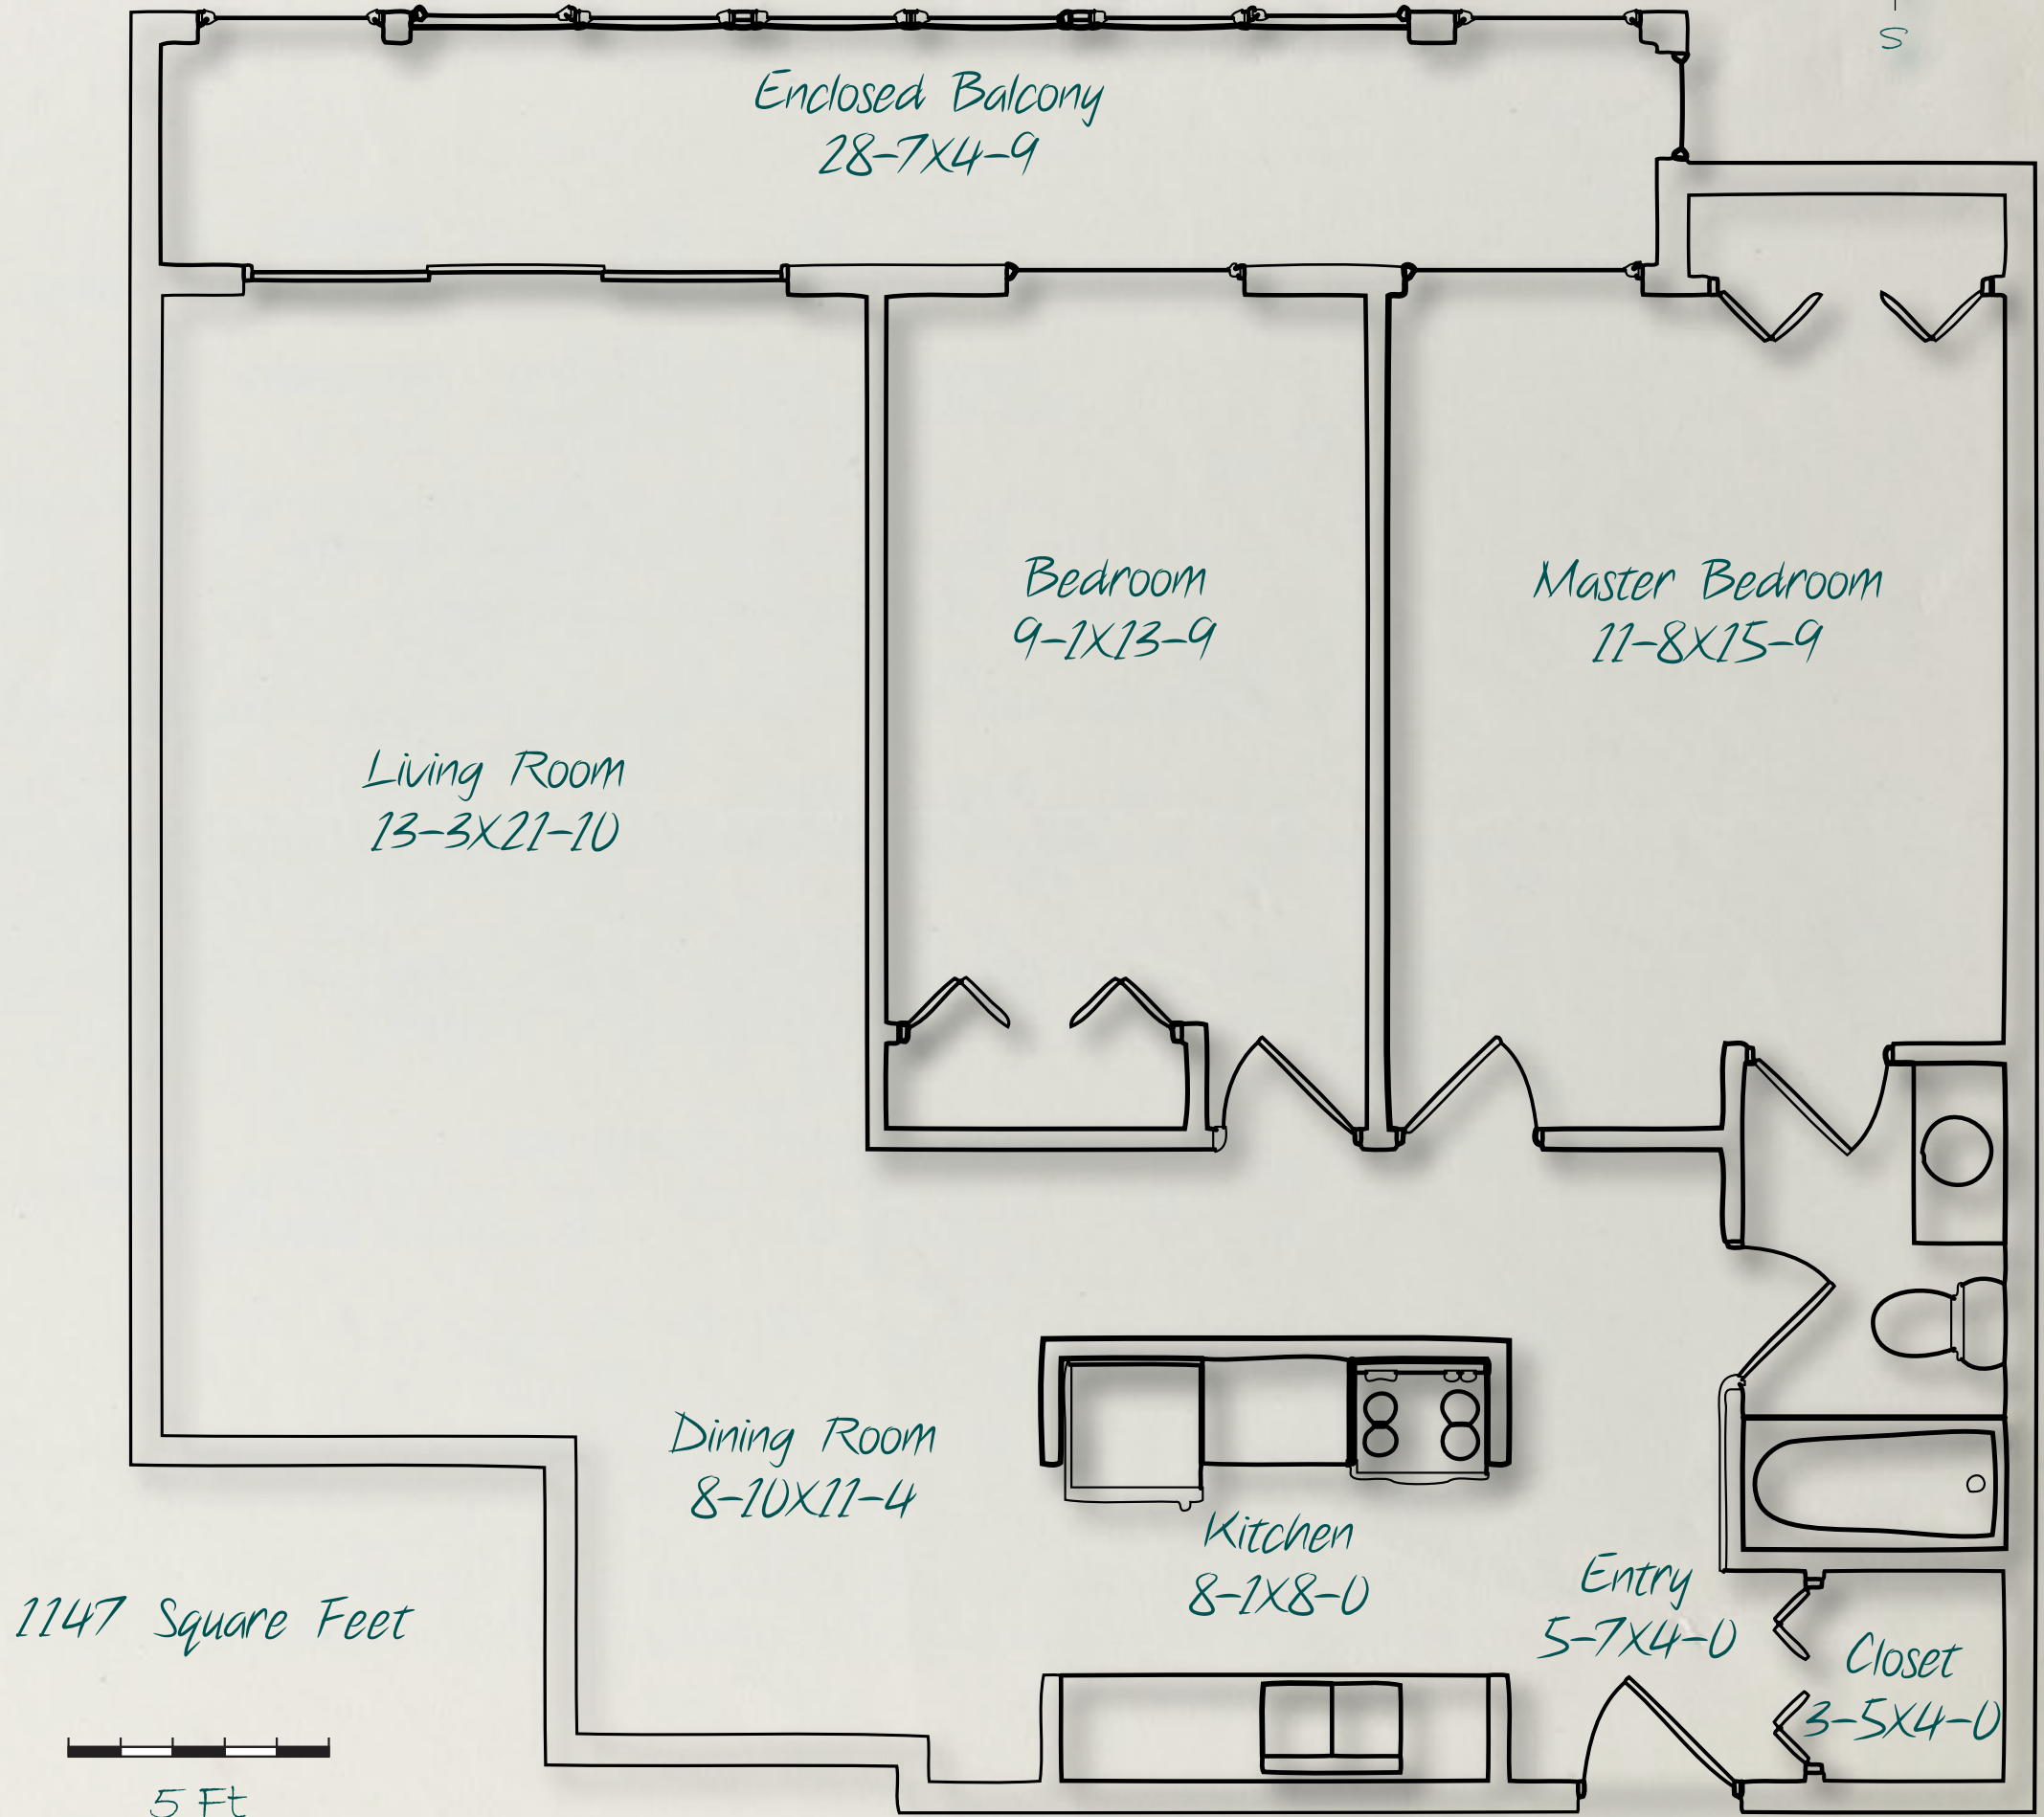 S
Enclosed Balcony
28-7X4-9
Bedroom
9-1X13-9
Master Bedroom
11-8X15-9
Living Room
13-3X21-10
Dining Room
8-10X11-4
Kitchen
8-1X8-0
Entry
5-7X4-0
Closet
3-5X4-0
1147 Square Feet
5 Ft